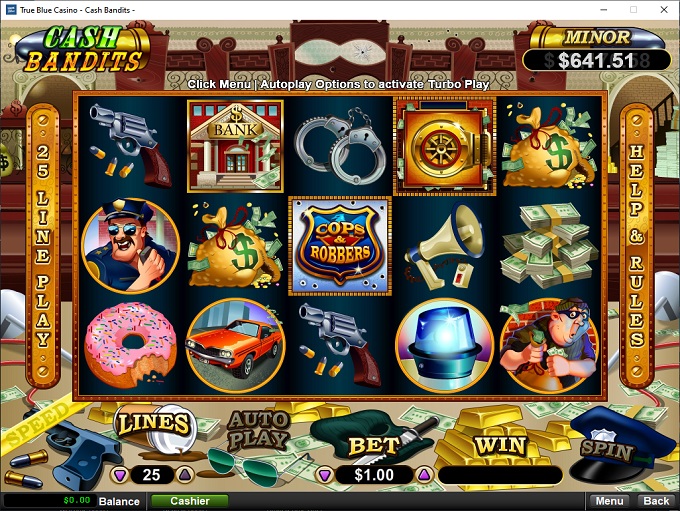 True Blue Casino - Cash Bandits -
CASH
BANDITS
MINOR
$641.51
Click Menu | Autoplay Options to activate Turbo Play
25 LINE PLAY
BANK
$
$
COPS
&
ROBBERS
HELP & RULES
SPEED
LINES
25
AUTO
PLAY
BET
$1.00
WIN
SPIN
$0.00 Balance
Cashier
Menu
Back